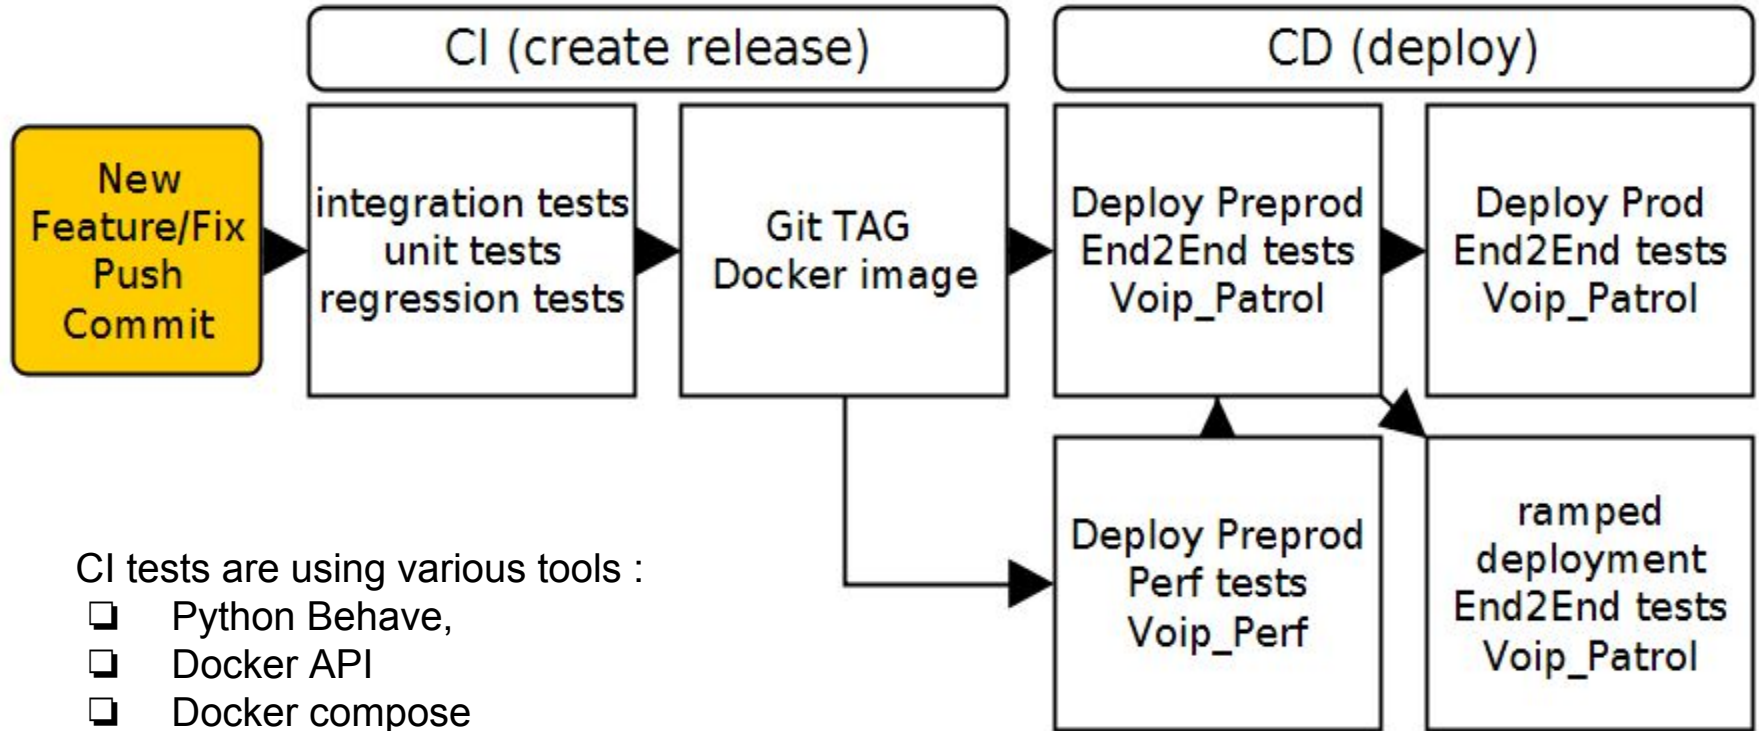 CI (create release)
CD (deploy)
New
Feature/Fix
Push
Commit
integration tests
unit tests
regression tests
Git TAG
Docker image
Deploy Preprod
End2End tests
Voip_Patrol
Deploy Prod
End2End tests
Voip_Patrol
Deploy Preprod
Perf tests
Voip_Perf
ramped
deployment
End2End tests
Voip_Patrol
CI tests are using various tools :
❏ Python Behave,
❏ Docker API
❏ Docker compose